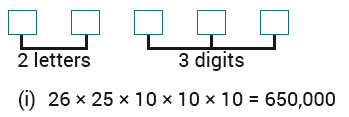 2 letters 3 digits
(i) 26 × 25 × 10 × 10 × 10 = 650,000